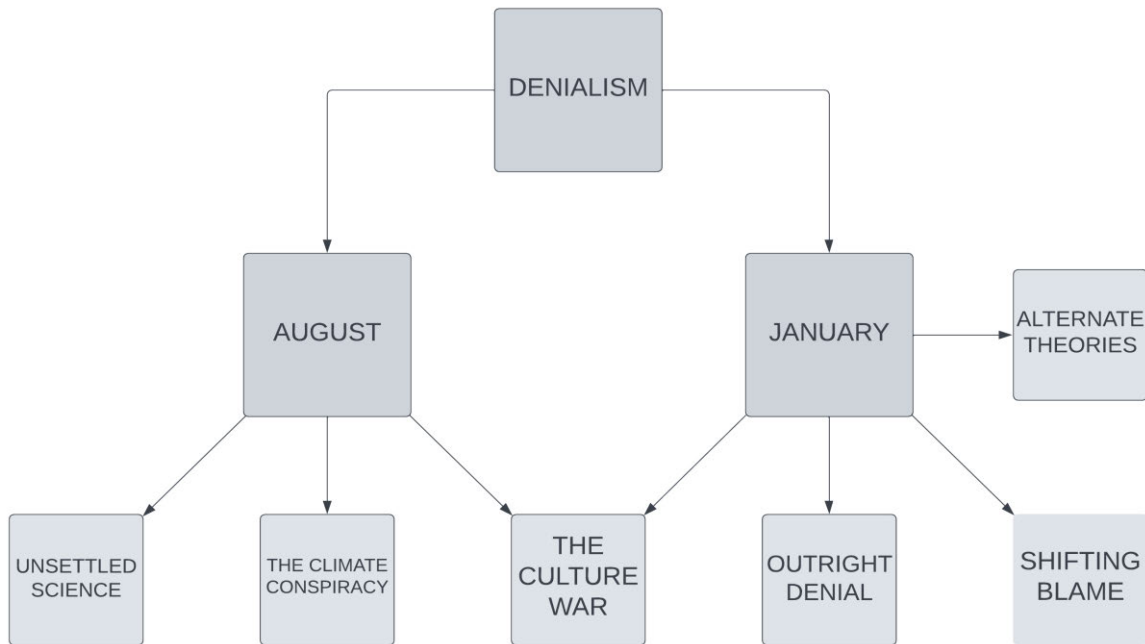 DENIALISM
AUGUST
JANUARY
ALTERNATE
THEORIES
UNSETTLED
SCIENCE
THE CLIMATE
CONSPIRACY
THE
CULTURE
WAR
OUTRIGHT
DENIAL
SHIFTING
BLAME